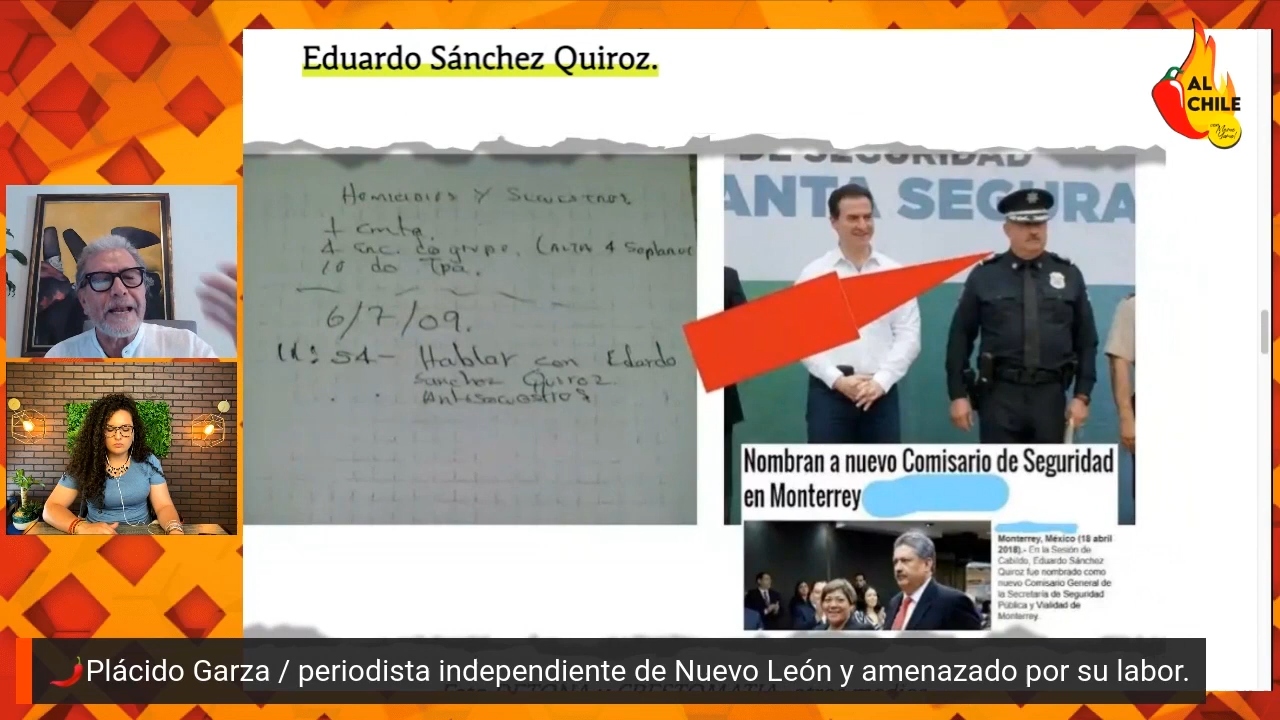 Eduardo Sánchez Quiroz.
AL
CHILE
DE SEGURIDAD
ANTA SEGURA
Homicidios y Secuestros
1 cmte.
4 enc. de grupo. (Alta 4
10 de Tpa.
6/7/09.
Hablar con Edardo
Sanchez Quiroz.
Antisecuestros
Nombran a nuevo Comisario de Seguridad
en Monterrey
Monterrey, México (18 abril
2018).- En la Sesión de
Cabildo, Eduardo Sánchez
Quiroz fue nombrado como
nuevo Comisario General de
la Secretaría de Seguridad
Pública y Vialidad de
Monterrey.
🌶️Plácido Garza / periodista independiente de Nuevo León y amenazado por su labor.